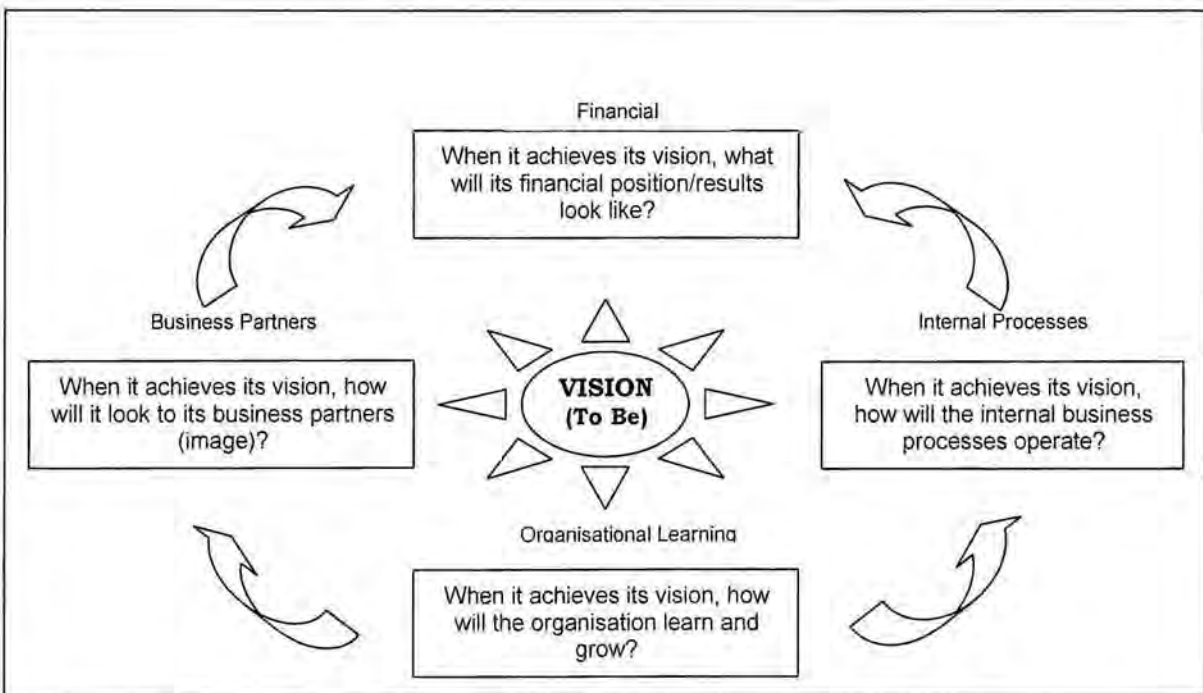 Financial
When it achieves its vision, what
will its financial position/results
look like?
Business Partners
Internal Processes
When it achieves its vision, how
will it look to its business partners
(image)?
VISION
(To Be)
When it achieves its vision,
how will the internal business
processes operate?
Organisational Learning
When it achieves its vision, how
will the organisation learn and
grow?